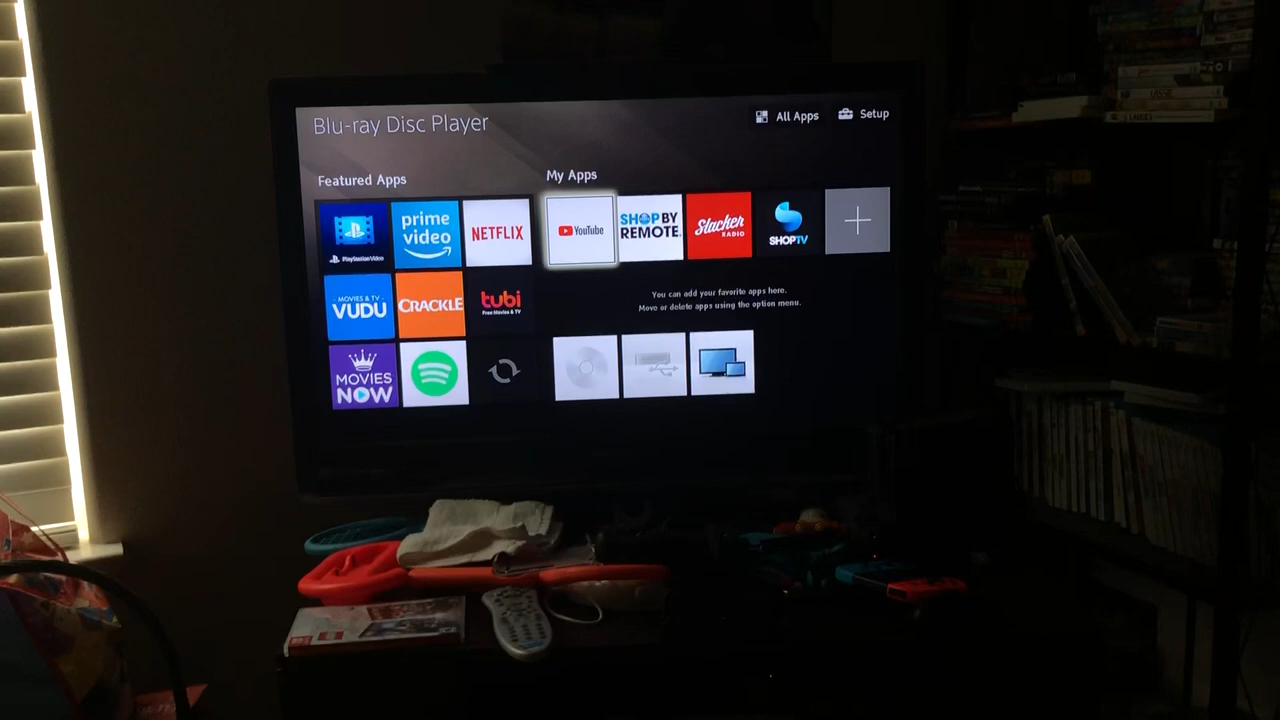 Blu-ray Disc Player
All Apps
Setup
Featured Apps
My Apps
PlayStation Video
prime video
NETFLIX
YouTube
SHOP BY REMOTE.
Slacker RADIO
SHOPTV
MOVIES & TV
VUDU
CRACKLE
tubi
Free Movies & TV
You can add your favorite apps here.
Move or delete apps using the option menu.
MOVIES NOW
LEGO